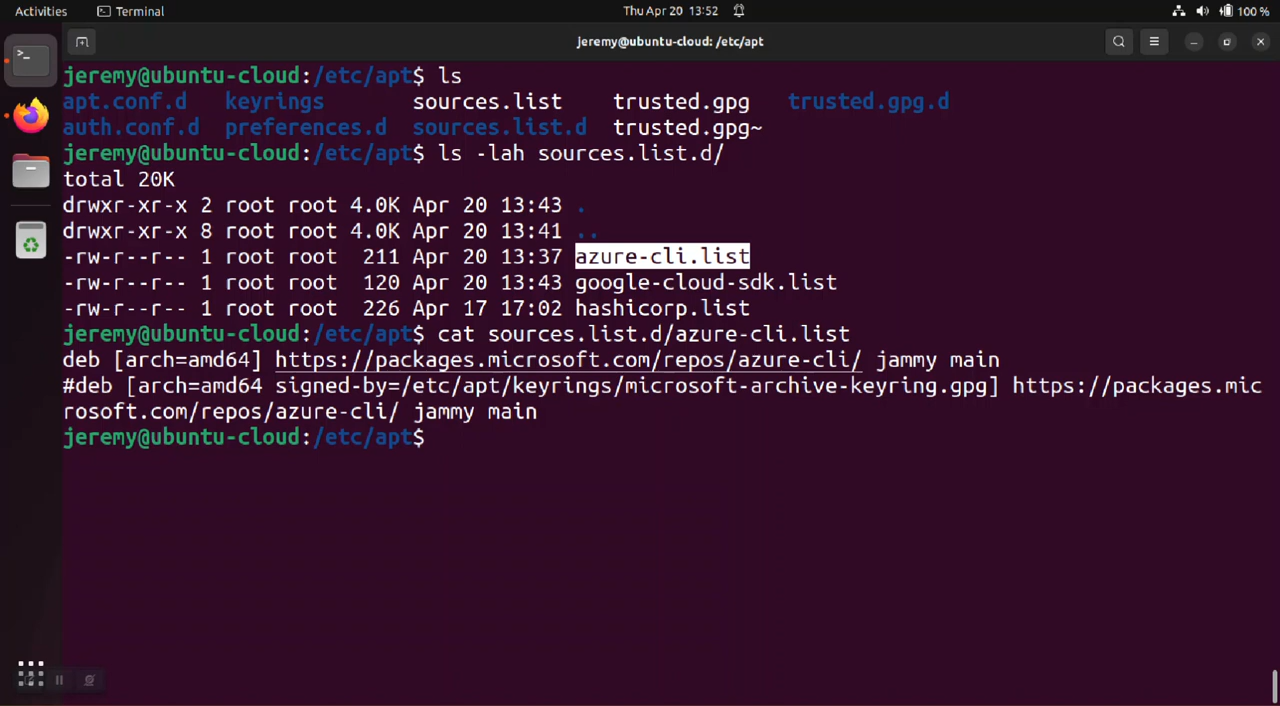 Activities Terminal Thu Apr 20 13:52 100 %
jeremy@ubuntu-cloud: /etc/apt
jeremy@ubuntu-cloud:/etc/apt$ ls
apt.conf.d keyrings sources.list trusted.gpg trusted.gpg.d
auth.conf.d preferences.d sources.list.d trusted.gpg~
jeremy@ubuntu-cloud:/etc/apt$ ls -lah sources.list.d/
total 20K
drwxr-xr-x 2 root root 4.0K Apr 20 13:43 .
drwxr-xr-x 8 root root 4.0K Apr 20 13:41 ..
-rw-r--r-- 1 root root 211 Apr 20 13:37 azure-cli.list
-rw-r--r-- 1 root root 120 Apr 20 13:43 google-cloud-sdk.list
-rw-r--r-- 1 root root 226 Apr 17 17:02 hashicorp.list
jeremy@ubuntu-cloud:/etc/apt$ cat sources.list.d/azure-cli.list
deb [arch=amd64] https://packages.microsoft.com/repos/azure-cli/ jammy main
#deb [arch=amd64 signed-by=/etc/apt/keyrings/microsoft-archive-keyring.gpg] https://packages.mic
rosoft.com/repos/azure-cli/ jammy main
jeremy@ubuntu-cloud:/etc/apt$